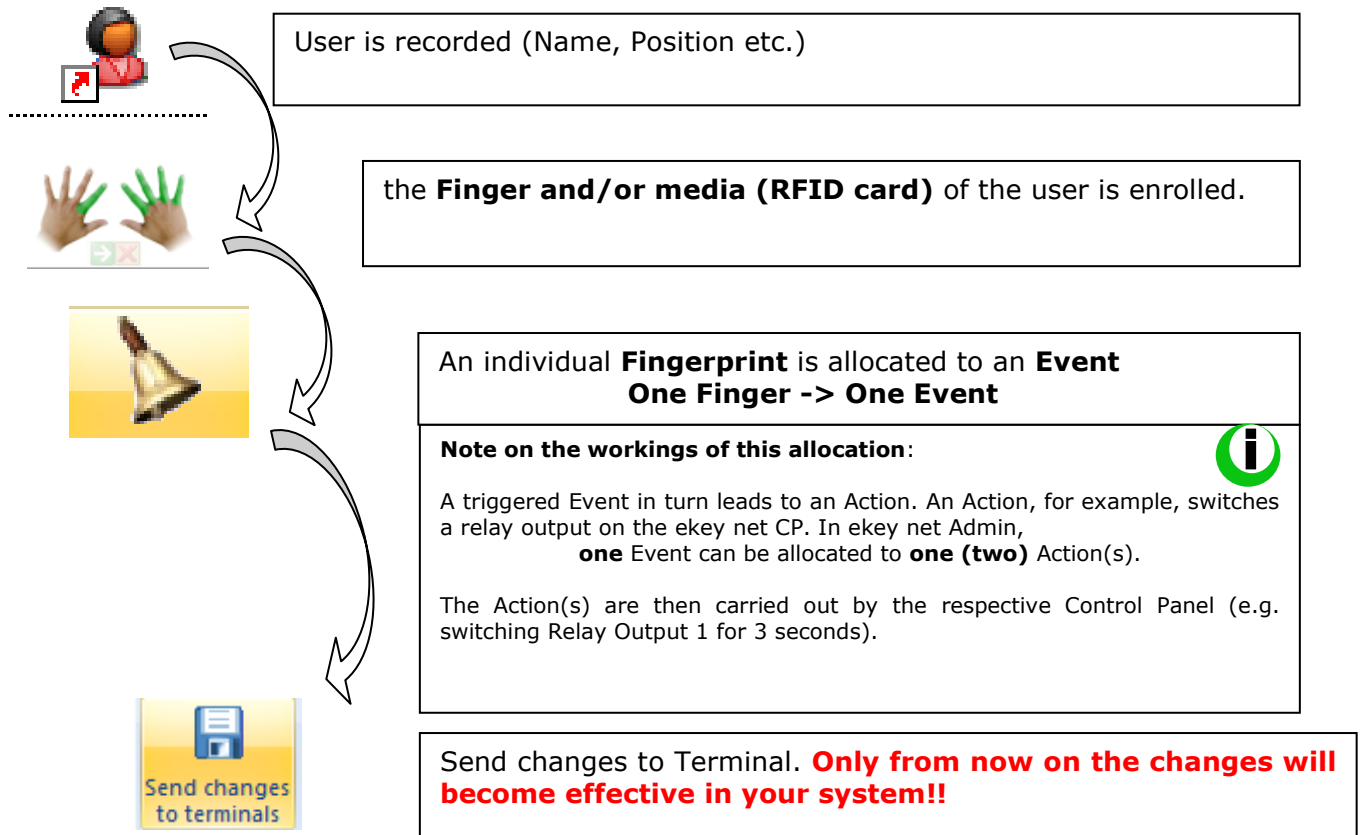 User is recorded (Name, Position etc.)
the Finger and/or media (RFID card) of the user is enrolled.
An individual Fingerprint is allocated to an Event
One Finger -> One Event
Note on the workings of this allocation:
i
A triggered Event in turn leads to an Action. An Action, for example, switches
a relay output on the ekey net CP. In ekey net Admin,
one Event can be allocated to one (two) Action(s).
The Action(s) are then carried out by the respective Control Panel (e.g.
switching Relay Output 1 for 3 seconds).
Send changes
to terminals
Send changes to Terminal. Only from now on the changes will
become effective in your system!!